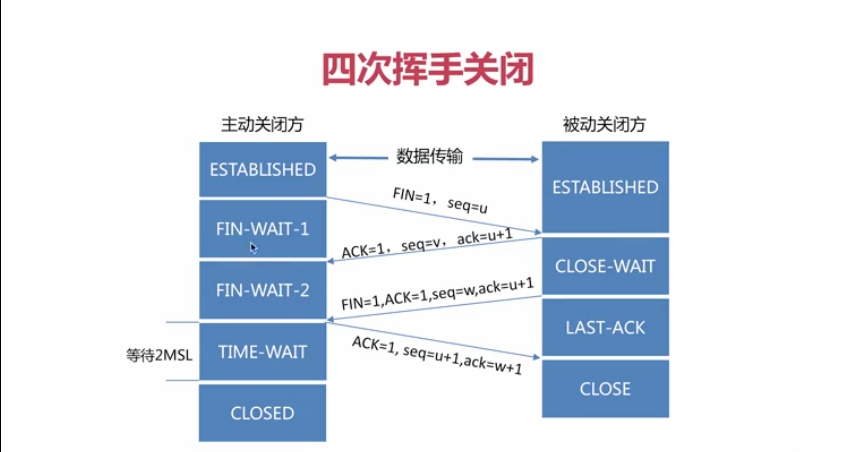 四次挥手关闭
主动关闭方
被动关闭方
ESTABLISHED
数据传输
ESTABLISHED
FIN=1，seq=u
FIN-WAIT-1
ACK=1，seq=v，ack=u+1
CLOSE-WAIT
FIN-WAIT-2
FIN=1,ACK=1,seq=w,ack=u+1
LAST-ACK
等待2MSL
TIME-WAIT
ACK=1, seq=u+1,ack=w+1
CLOSE
CLOSED